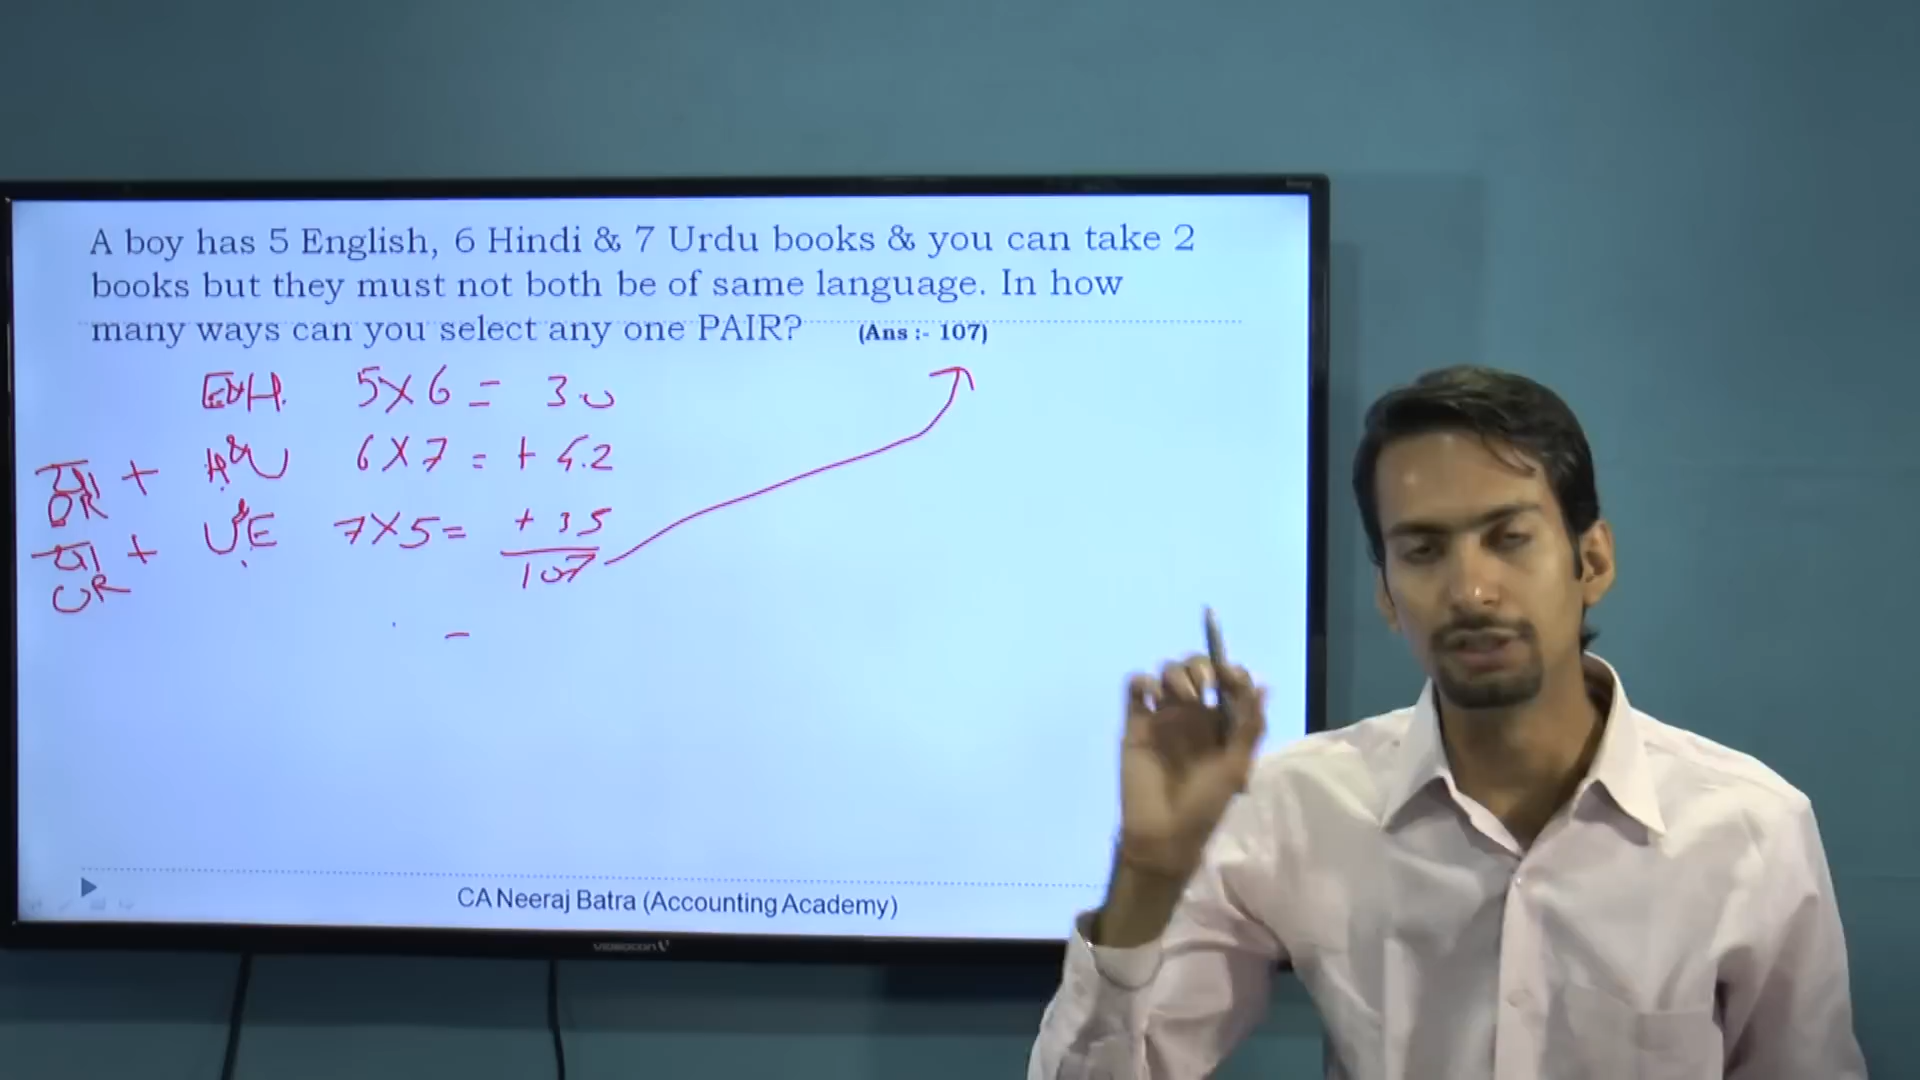 A boy has 5 English, 6 Hindi & 7 Urdu books & you can take 2
books but they must not both be of same language. In how
many ways can you select any one PAIR? (Ans :- 107)
E&H. 5×6 = 30
या OR + H&U 6×7 = + 42
या OR + U&E 7×5 = + 35
107
CA Neeraj Batra (Accounting Academy)
VIDEOCON